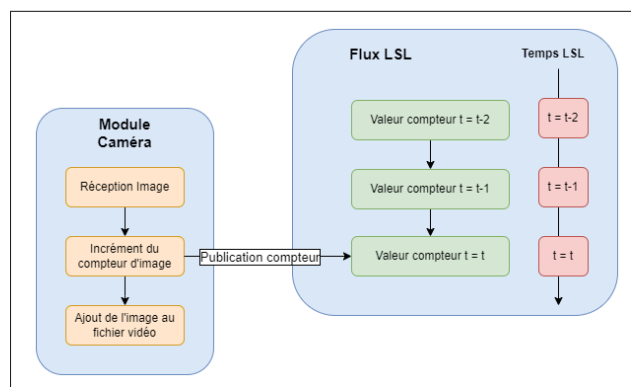 Module
Caméra
Réception Image
Incrément du
compteur d'image
Ajout de l'image au
fichier vidéo
Publication compteur
Flux LSL
Temps LSL
Valeur compteur t = t-2
t = t-2
Valeur compteur t = t-1
t = t-1
Valeur compteur t = t
t = t